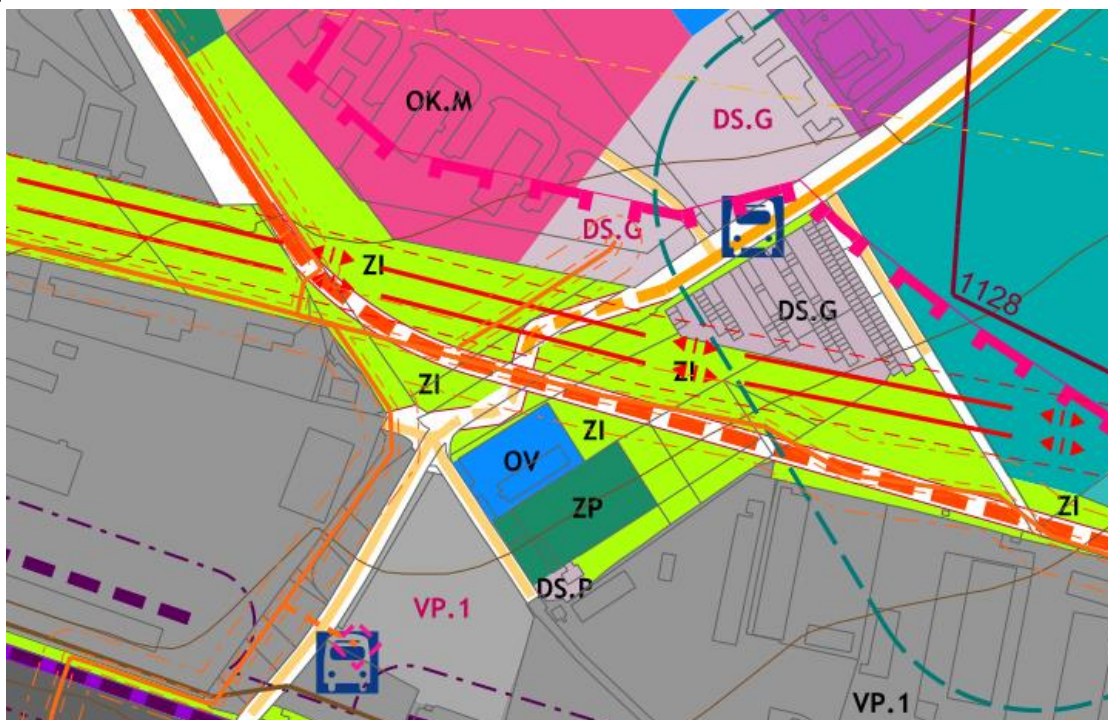 OK.M
DS.G
DS.G
ZI
1128
DS.G
ZI
ZI
ZI
OV
ZP
ZI
DS.P
VP.1
VP.1